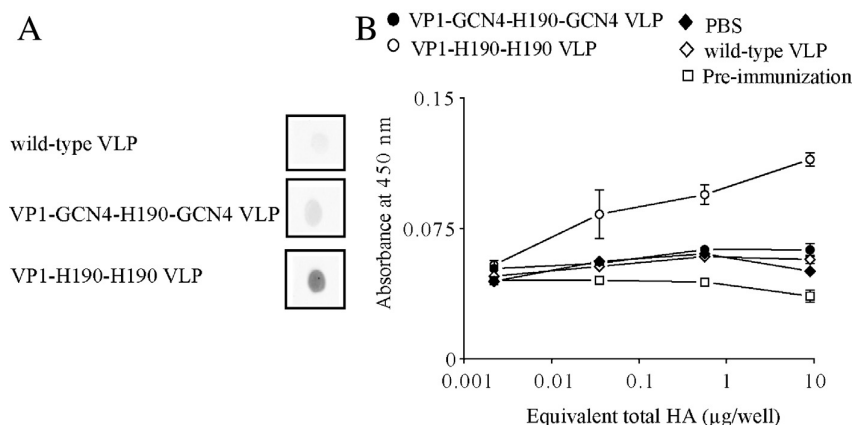 A
wild-type VLP
VP1-GCN4-H190-GCN4 VLP
VP1-H190-H190 VLP
B
VP1-GCN4-H190-GCN4 VLP
VP1-H190-H190 VLP
PBS
wild-type VLP
Pre-immunization
Absorbance at 450 nm
0.15
0.075
0
0.001
0.01
0.1
1
10
Equivalent total HA (µg/well)